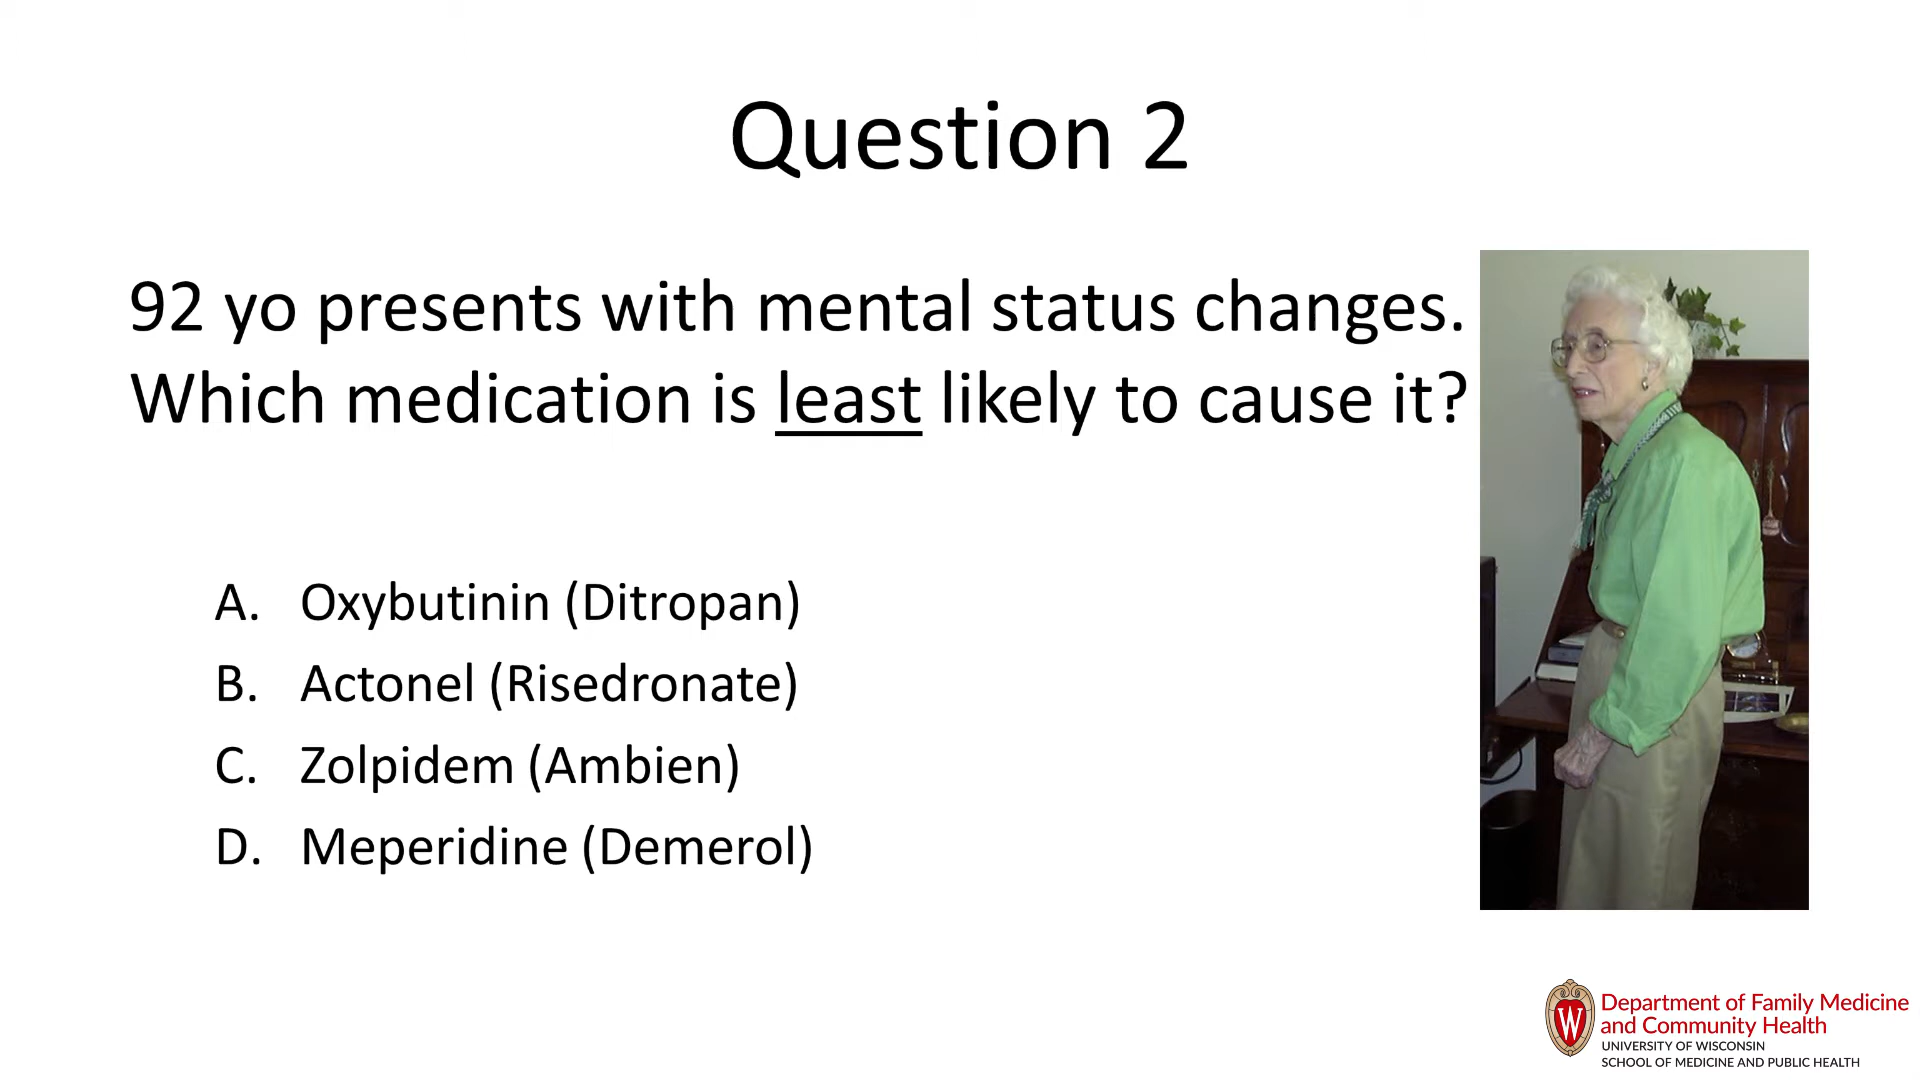 Question 2
92 yo presents with mental status changes.
Which medication is least likely to cause it?
A. Oxybutinin (Ditropan)
B. Actonel (Risedronate)
C. Zolpidem (Ambien)
D. Meperidine (Demerol)
W
Department of Family Medicine
and Community Health
UNIVERSITY OF WISCONSIN
SCHOOL OF MEDICINE AND PUBLIC HEALTH